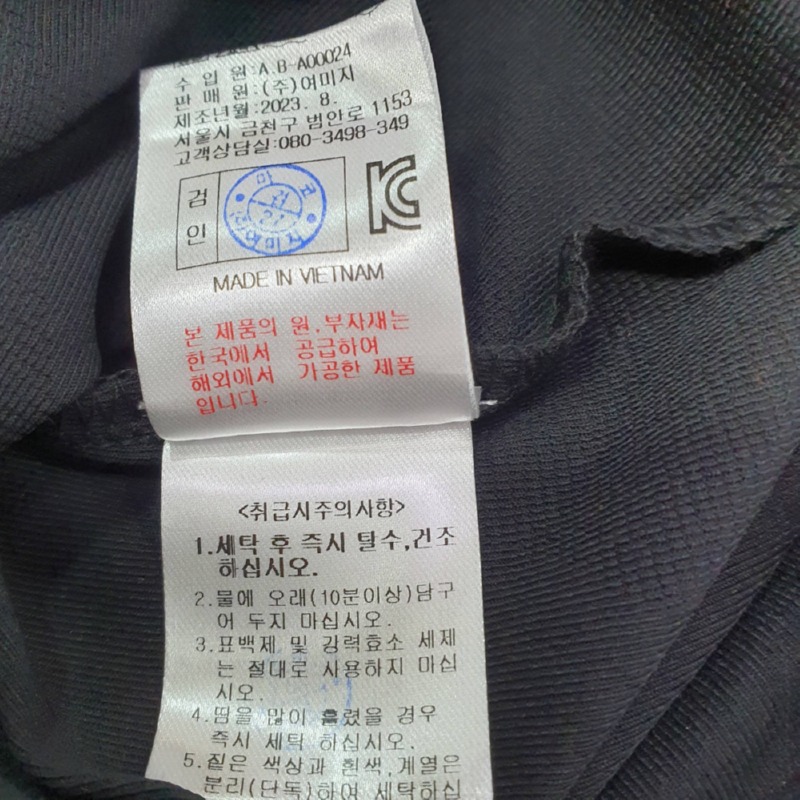 수 입 원:A.B-A00024
판 매 원:(주)여미지
제조년월:2023. 8.
서울시 금천구 범안로 1153
고객상담실:080-3498-349
검
인
MADE IN VIETNAM
본 제품의 원.부자재는
한국에서 공급하여
해외에서 가공한 제품
입니다.
<취급시주의사항>
1.세탁 후 즉시 탈수,건조
하십시오.
2.물에 오래(10분이상)담구
어 두지 마십시오.
3.표백제 및 강력효소 세제
는 절대로 사용하지 마십
시오.
4.땀을 많이 흘렸을 경우
즉시 세탁 하십시오.
5.짙은 색상과 흰색,계열은
분리(단독)하여 세탁하십